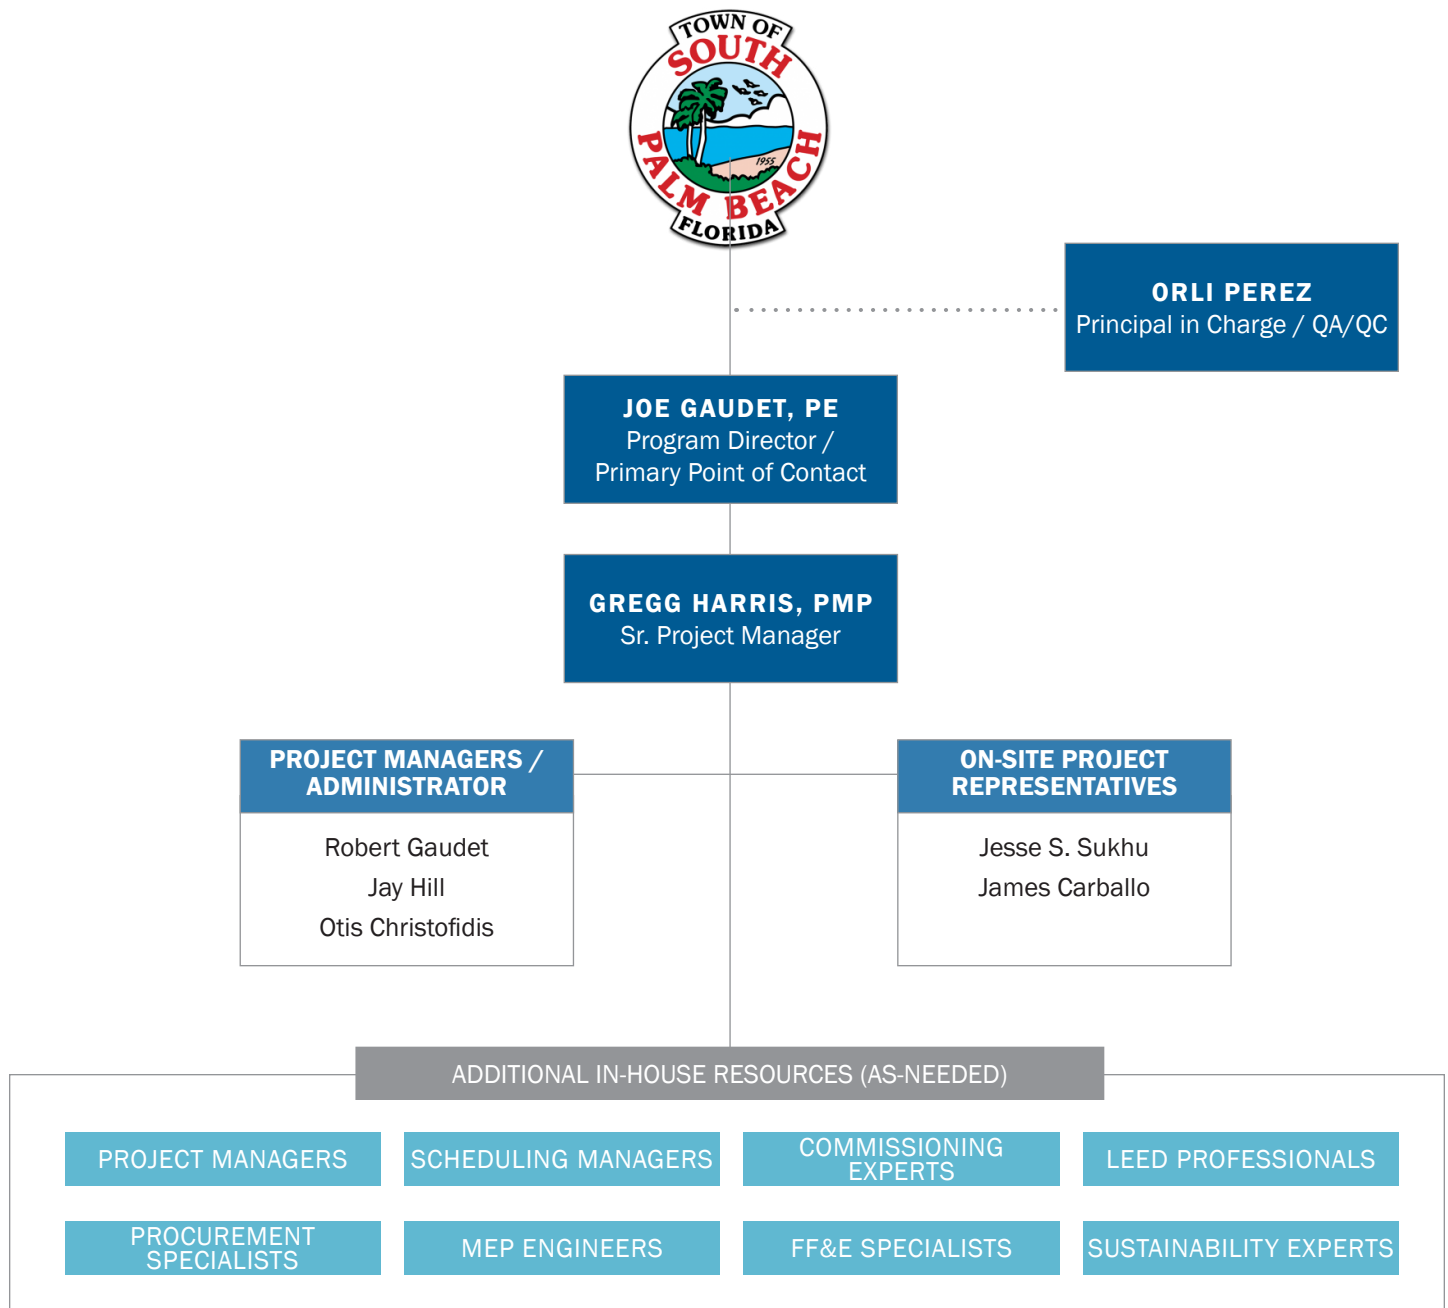 TOWN OF
SOUTH
1955
PALM BEACH
FLORIDA
ORLI PEREZ
Principal in Charge / QA/QC
JOE GAUDET, PE
Program Director /
Primary Point of Contact
GREGG HARRIS, PMP
Sr. Project Manager
PROJECT MANAGERS /
ADMINISTRATOR
Robert Gaudet
Jay Hill
Otis Christofidis
ON-SITE PROJECT
REPRESENTATIVES
Jesse S. Sukhu
James Carballo
ADDITIONAL IN-HOUSE RESOURCES (AS-NEEDED)
PROJECT MANAGERS
SCHEDULING MANAGERS
COMMISSIONING
EXPERTS
LEED PROFESSIONALS
PROCUREMENT
SPECIALISTS
MEP ENGINEERS
FF&E SPECIALISTS
SUSTAINABILITY EXPERTS